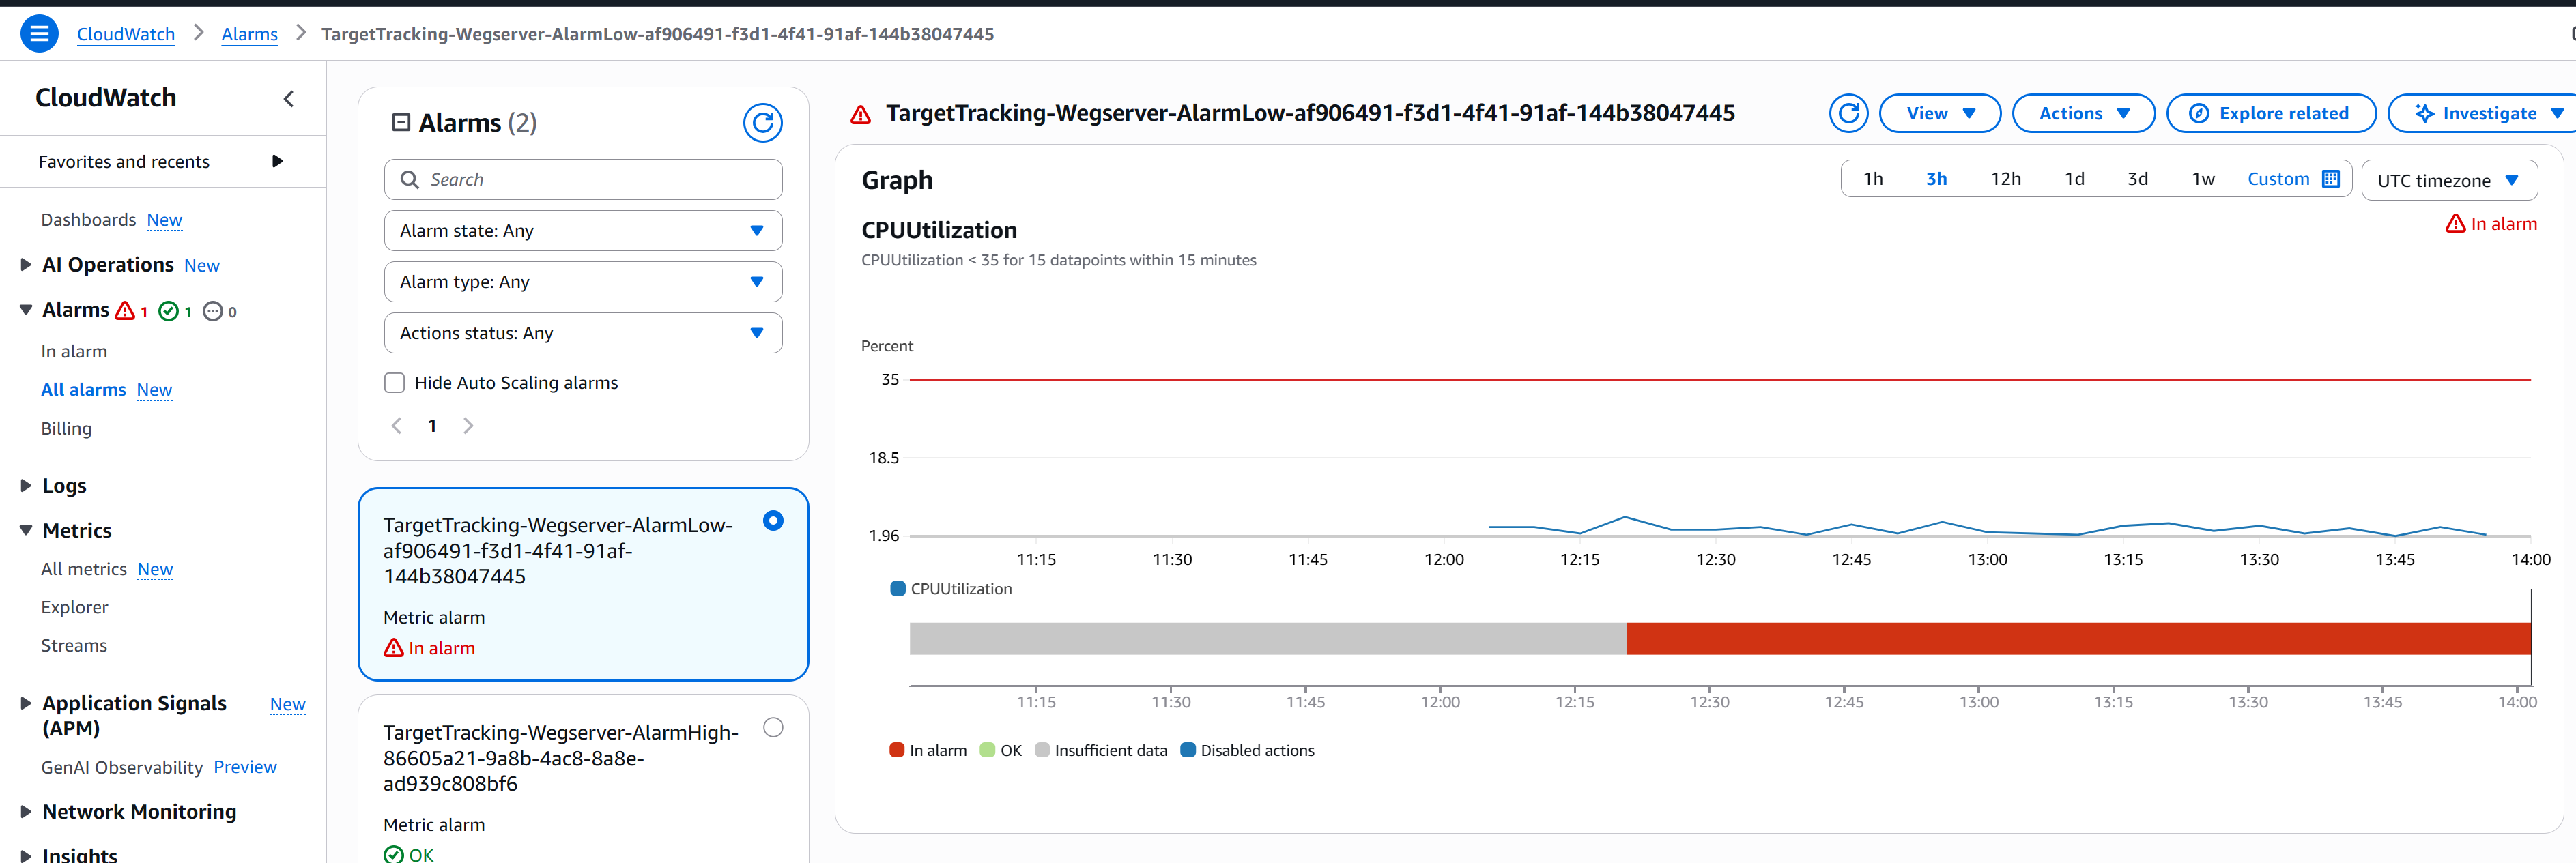 CloudWatch > Alarms > TargetTracking-Wegserver-AlarmLow-af906491-f3d1-4f41-91af-144b38047445
CloudWatch
Favorites and recents
Dashboards New
AI Operations New
Alarms 1 1 0
In alarm
All alarms New
Billing
Logs
Metrics
All metrics New
Explorer
Streams
Application Signals New
(APM)
GenAI Observability Preview
Network Monitoring
Insights
Alarms (2)
Search
Alarm state: Any
Alarm type: Any
Actions status: Any
Hide Auto Scaling alarms
1
TargetTracking-Wegserver-AlarmLow-
af906491-f3d1-4f41-91af-
144b38047445
Metric alarm
In alarm
TargetTracking-Wegserver-AlarmHigh-
86605a21-9a8b-4ac8-8a8e-
ad939c808bf6
Metric alarm
OK
TargetTracking-Wegserver-AlarmLow-af906491-f3d1-4f41-91af-144b38047445
View Actions Explore related Investigate
Graph
1h 3h 12h 1d 3d 1w Custom UTC timezone
CPUUtilization
In alarm
CPUUtilization < 35 for 15 datapoints within 15 minutes
Percent
35
18.5
1.96
11:15 11:30 11:45 12:00 12:15 12:30 12:45 13:00 13:15 13:30 13:45 14:00
CPUUtilization
11:15 11:30 11:45 12:00 12:15 12:30 12:45 13:00 13:15 13:30 13:45 14:00
In alarm OK Insufficient data Disabled actions